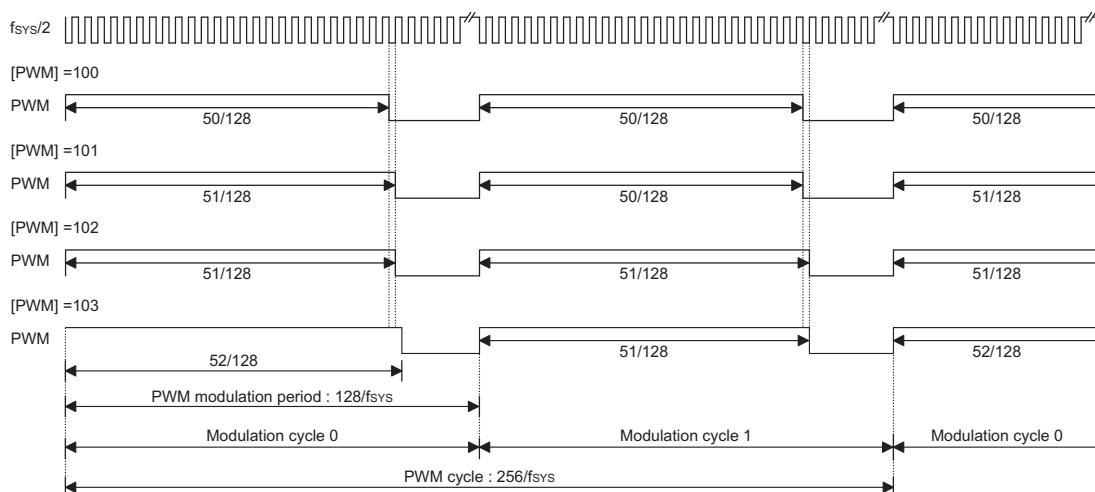 fSYS/2
[PWM] =100
PWM
50/128 50/128 50/128
[PWM] =101
PWM
51/128 50/128 51/128
[PWM] =102
PWM
51/128 51/128 51/128
[PWM] =103
PWM
52/128 51/128 52/128
PWM modulation period : 128/fSYS
Modulation cycle 0 Modulation cycle 1 Modulation cycle 0
PWM cycle : 256/fSYS